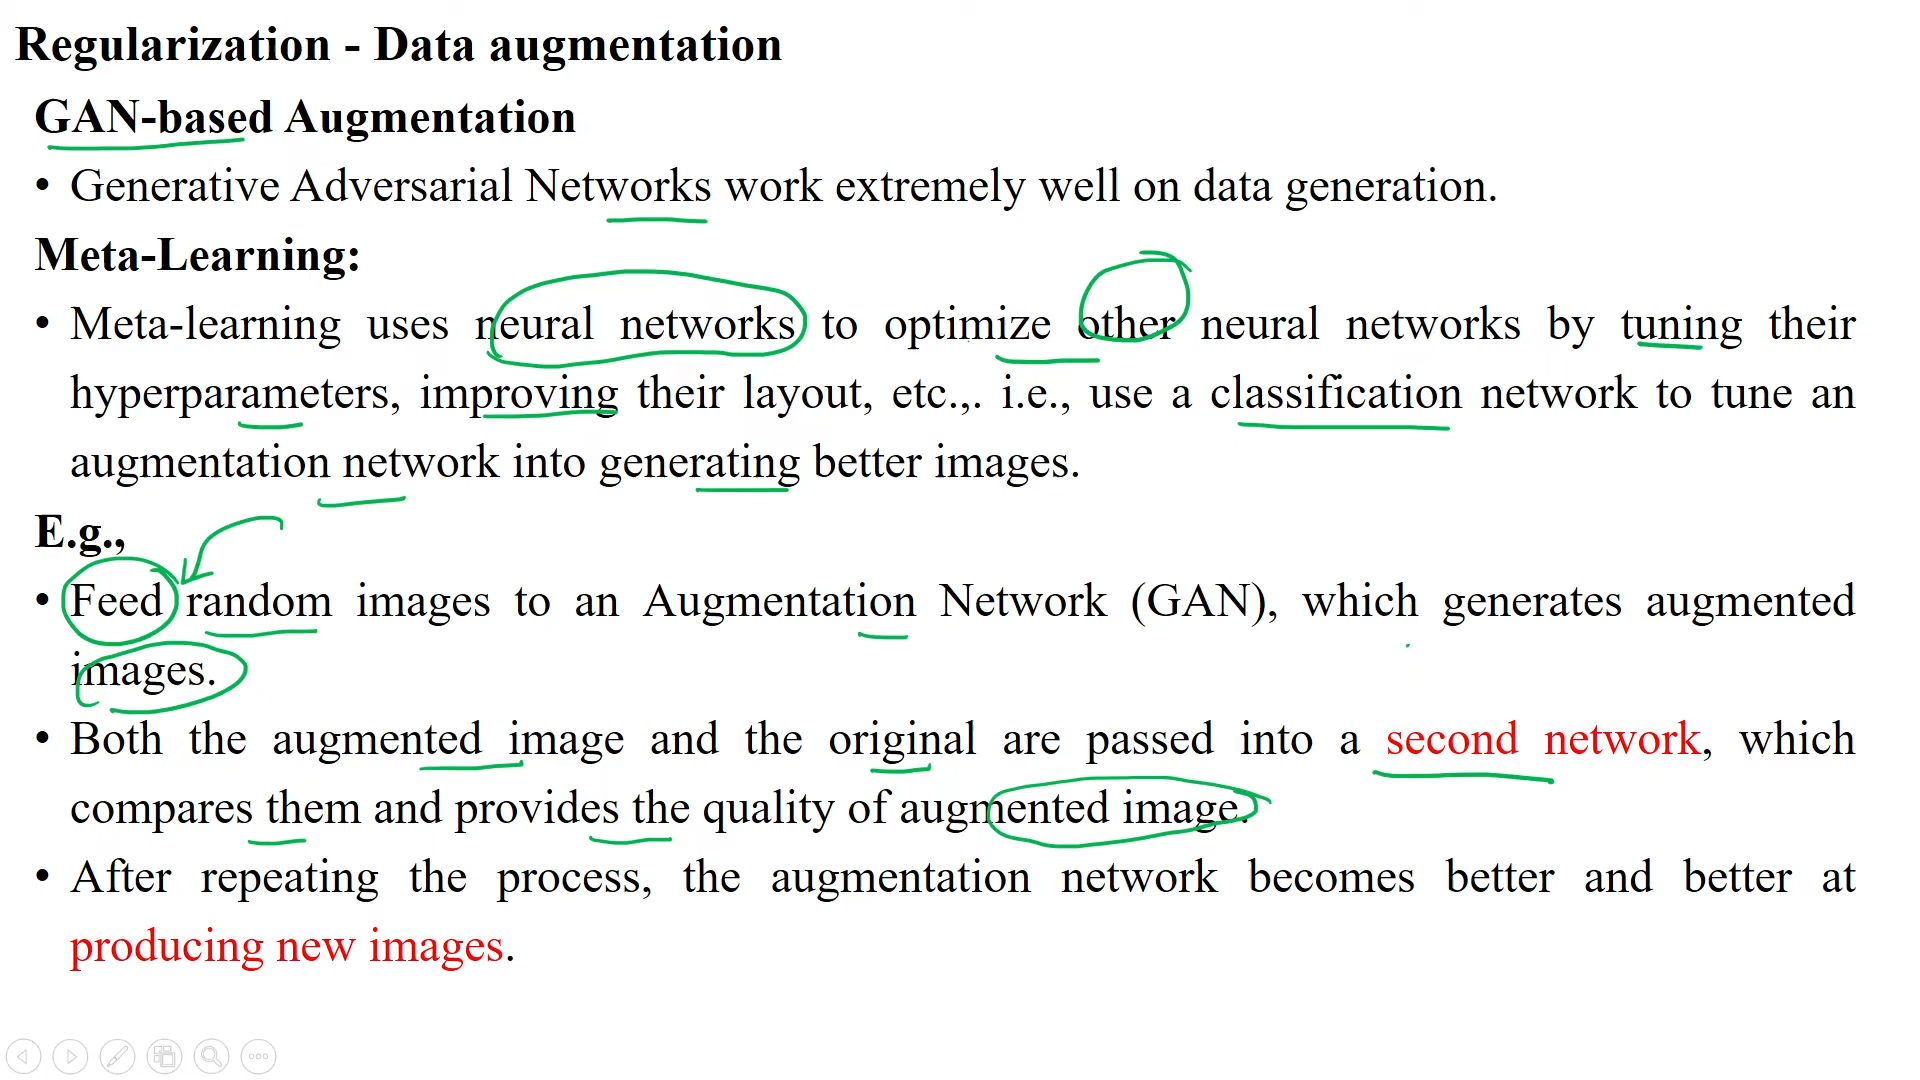 Regularization - Data augmentation
GAN-based Augmentation
• Generative Adversarial Networks work extremely well on data generation.
Meta-Learning:
• Meta-learning uses neural networks to optimize other neural networks by tuning their
hyperparameters, improving their layout, etc.,. i.e., use a classification network to tune an
augmentation network into generating better images.
E.g.,
• Feed random images to an Augmentation Network (GAN), which generates augmented
images.
• Both the augmented image and the original are passed into a second network, which
compares them and provides the quality of augmented image.
• After repeating the process, the augmentation network becomes better and better at
producing new images.